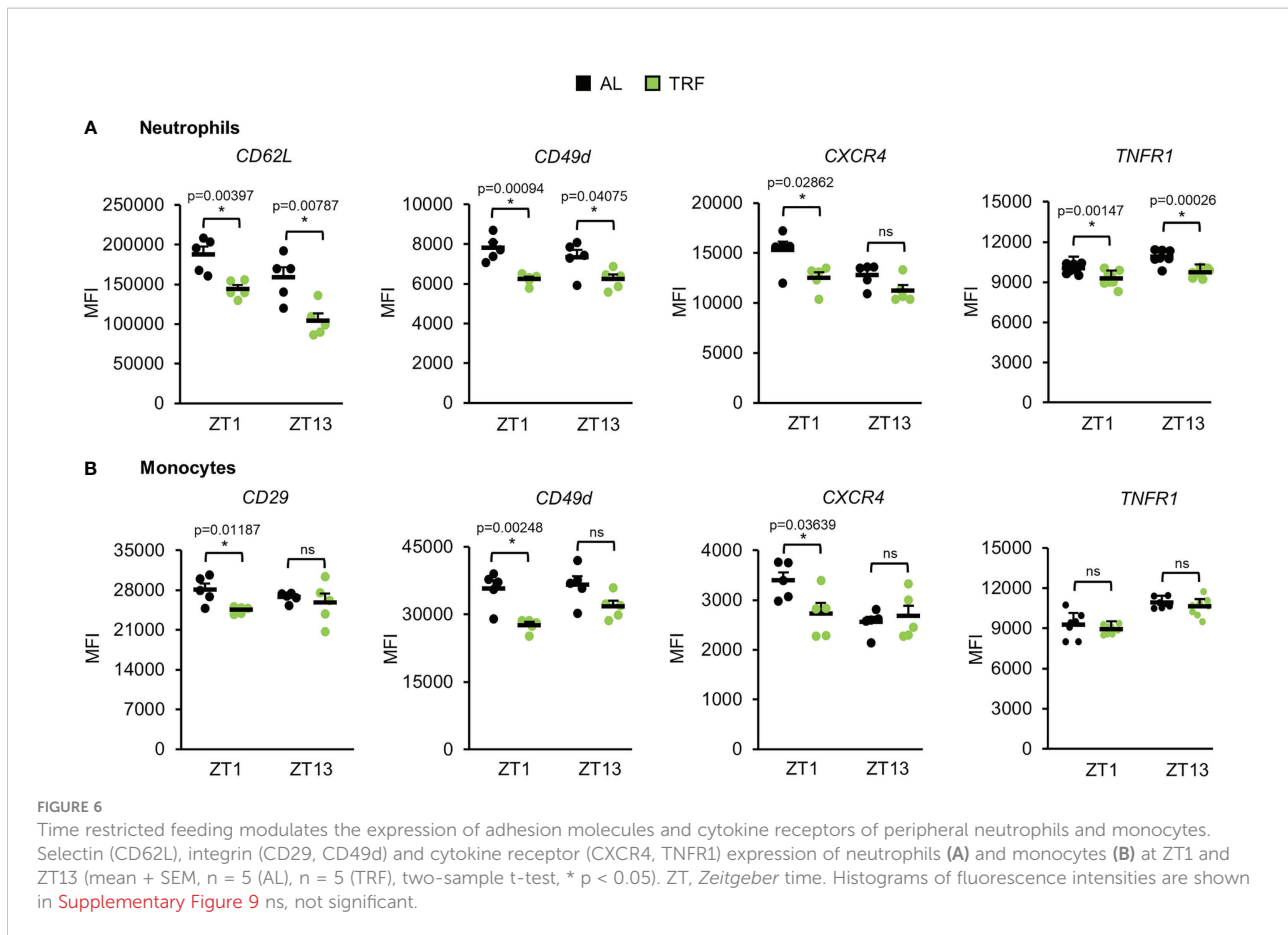 AL TRF
A Neutrophils
CD62L CD49d CXCR4 TNFR1
p=0.00397
*
p=0.00787
*
MFI
250000
200000
150000
100000
50000
0
ZT1 ZT13
p=0.00094
*
p=0.04075
*
MFI
10000
8000
6000
4000
2000
0
ZT1 ZT13
p=0.02862
*
ns
MFI
20000
15000
10000
5000
0
ZT1 ZT13
p=0.00147
*
p=0.00026
*
MFI
15000
12000
9000
6000
3000
0
ZT1 ZT13
B Monocytes
CD29 CD49d CXCR4 TNFR1
p=0.01187
*
ns
MFI
35000
28000
21000
14000
7000
0
ZT1 ZT13
p=0.00248
*
ns
MFI
45000
30000
15000
0
ZT1 ZT13
p=0.03639
*
ns
MFI
4000
3000
2000
1000
0
ZT1 ZT13
ns
ns
MFI
15000
12000
9000
6000
3000
0
ZT1 ZT13
FIGURE 6
Time restricted feeding modulates the expression of adhesion molecules and cytokine receptors of peripheral neutrophils and monocytes.
Selectin (CD62L), integrin (CD29, CD49d) and cytokine receptor (CXCR4, TNFR1) expression of neutrophils (A) and monocytes (B) at ZT1 and
ZT13 (mean + SEM, n = 5 (AL), n = 5 (TRF), two-sample t-test, * p < 0.05). ZT, Zeitgeber time. Histograms of fluorescence intensities are shown
in Supplementary Figure 9 ns, not significant.